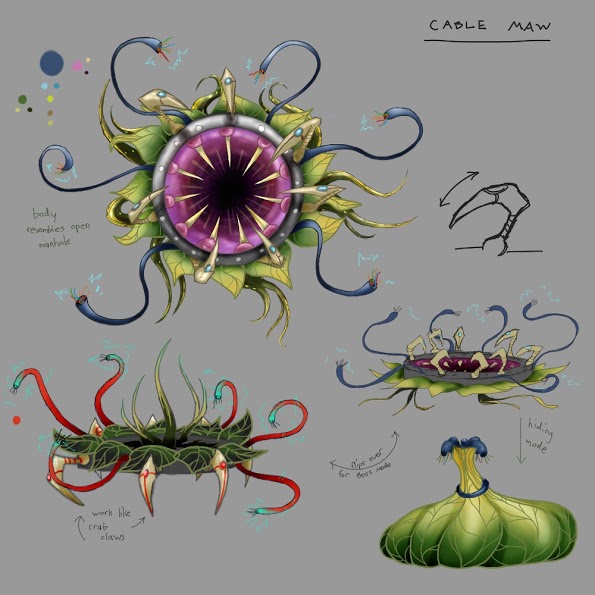 CABLE MAW
body
resembles open
manhole
hiding
mode
flips over
for Boss mode
work like
crab
claws